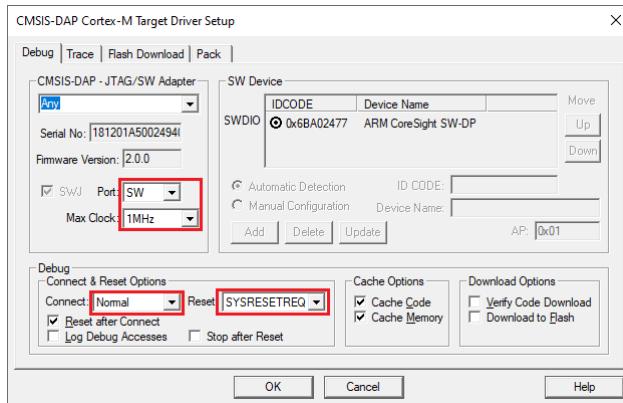 CMSIS-DAP Cortex-M Target Driver Setup
Debug Trace Flash Download Pack
CMSIS-DAP - JTAG/SW Adapter
Any
Serial No: 181201A5002494(
Firmware Version: 2.0.0
SWJ Port: SW
Max Clock: 1MHz
SW Device
IDCODE Device Name
SWDIO 0x6BA02477 ARM CoreSight SW-DP
Move
Up
Down
Automatic Detection ID CODE:
Manual Configuration Device Name:
Add Delete Update AP: 0x01
Debug
Connect & Reset Options
Connect: Normal Reset: SYSRESETREQ
Reset after Connect
Log Debug Accesses Stop after Reset
Cache Options
Cache Code
Cache Memory
Download Options
Verify Code Download
Download to Flash
OK Cancel Help